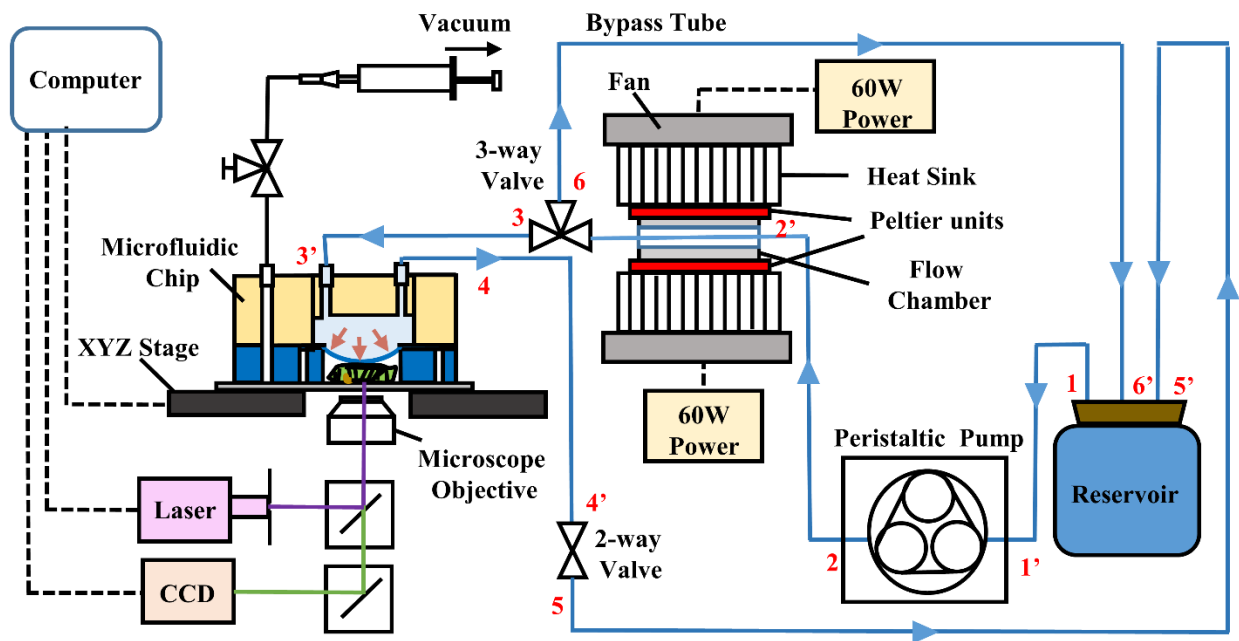 Vacuum
Bypass Tube
Computer
Fan
60W
Power
3-way
Valve
6
Heat Sink
3
2'
Peltier units
Microfluidic
Chip
3'
4
Flow
Chamber
XYZ Stage
1
6'
5'
60W
Power
Peristaltic Pump
Microscope
Objective
Reservoir
Laser
4'
2-way
Valve
2
1'
CCD
5